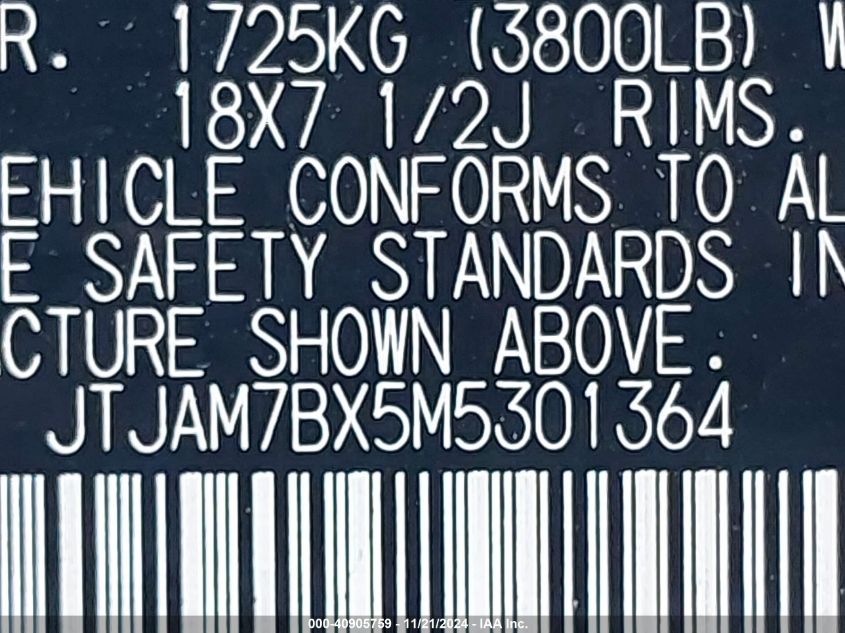 R. 1725KG (3800LB) W
18X7 1/2J RIMS.
EHICLE CONFORMS TO AL
E SAFETY STANDARDS IN
CTURE SHOWN ABOVE.
JTJAM7BX5M5301364
000-40905759 - 11/21/2024 - IAA Inc.